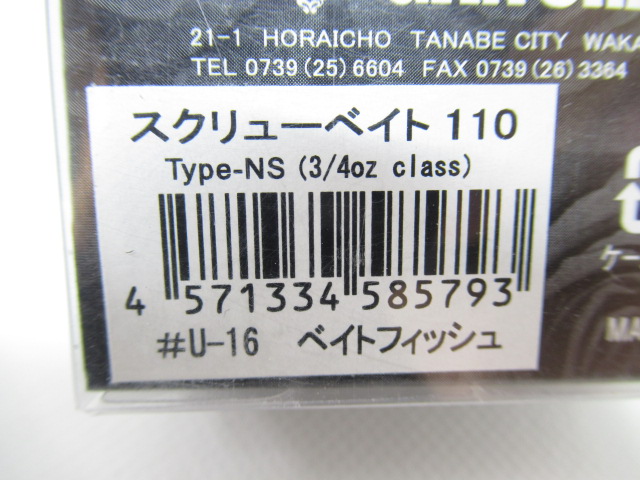 21-1 HORAICHO TANABE CITY
TEL 0739(25)6604 FAX 0739(26)3364
スクリューベイト 110
Type-NS (3/4oz class)
4 571334 585793
#U-16 ベイトフィッシュ